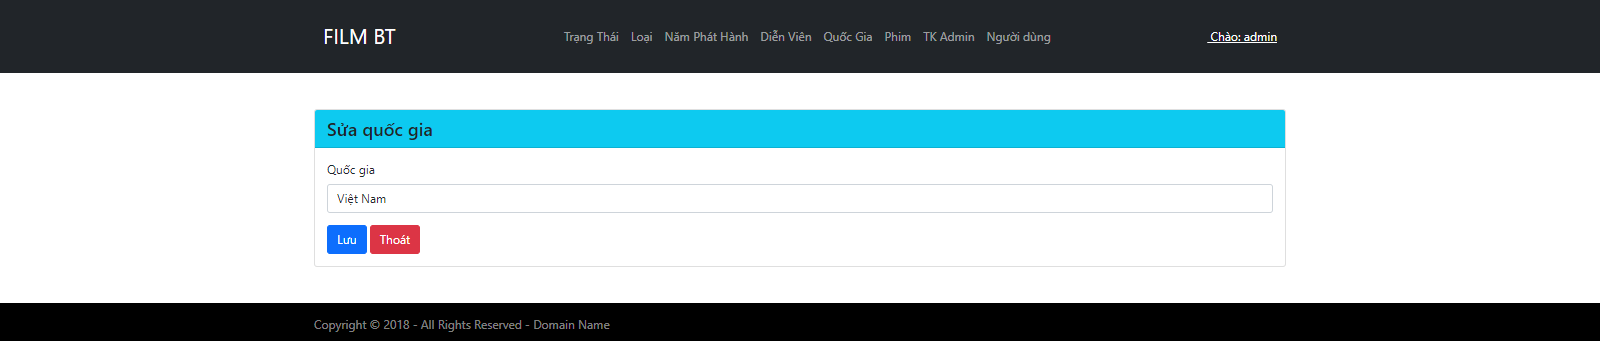 FILM BT Trạng Thái Loại Năm Phát Hành Diễn Viên Quốc Gia Phim TK Admin Người dùng Chào: admin
Sửa quốc gia
Quốc gia
Việt Nam
Lưu Thoát
Copyright © 2018 - All Rights Reserved - Domain Name